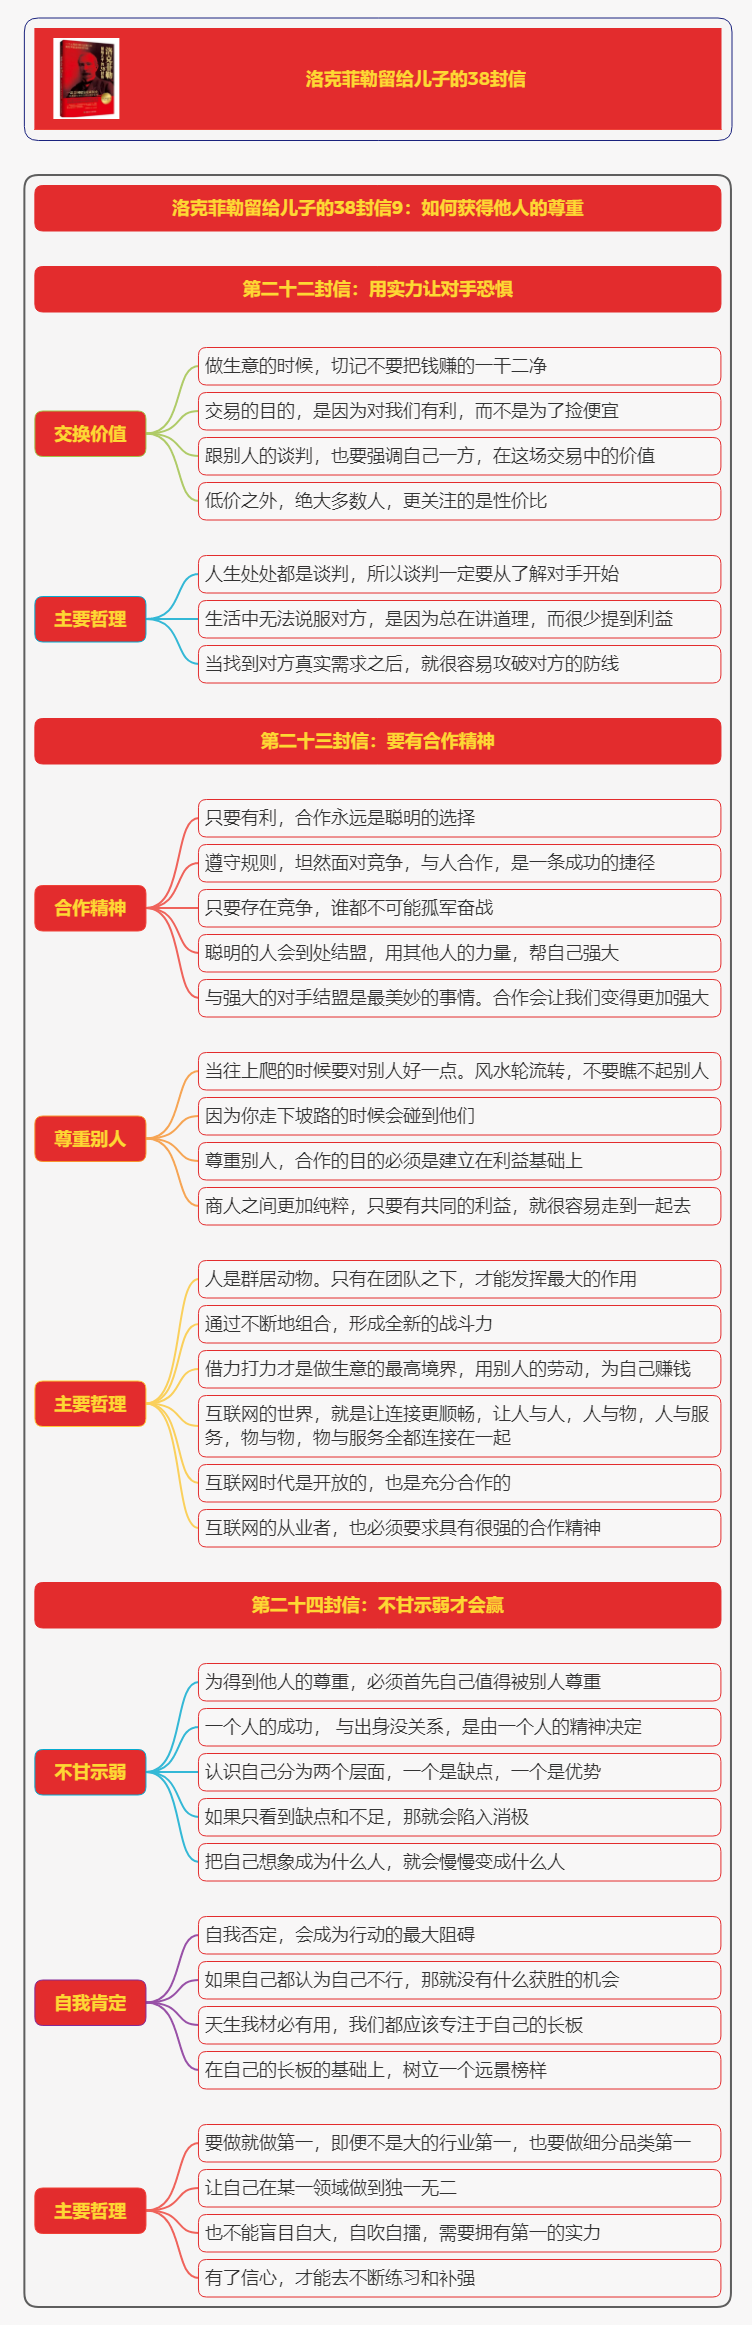 洛克菲勒留给儿子的38封信
洛克菲勒留给儿子的38封信9：如何获得他人的尊重
第二十二封信：用实力让对手恐惧
交换价值
做生意的时候，切记不要把钱赚的一干二净
交易的目的，是因为对我们有利，而不是为了捡便宜
跟别人的谈判，也要强调自己一方，在这场交易中的价值
低价之外，绝大多数人，更关注的是性价比
主要哲理
人生处处都是谈判，所以谈判一定要从了解对手开始
生活中无法说服对方，是因为总在讲道理，而很少提到利益
当找到对方真实需求之后，就很容易攻破对方的防线
第二十三封信：要有合作精神
合作精神
只要有利，合作永远是聪明的选择
遵守规则，坦然面对竞争，与人合作，是一条成功的捷径
只要存在竞争，谁都不可能孤军奋战
聪明的人会到处结盟，用其他人的力量，帮自己强大
与强大的对手结盟是最美妙的事情。合作会让我们变得更加强大
尊重别人
当往上爬的时候要对别人好一点。风水轮流转，不要瞧不起别人
因为你走下坡路的时候会碰到他们
尊重别人，合作的目的必须是建立在利益基础上
商人之间更加纯粹，只要有共同的利益，就很容易走到一起去
主要哲理
人是群居动物。只有在团队之下，才能发挥最大的作用
通过不断地组合，形成全新的战斗力
借力打力才是做生意的最高境界，用别人的劳动，为自己赚钱
互联网的世界，就是让连接更顺畅，让人与人，人与物，人与服
务，物与物，物与服务全都连接在一起
互联网时代是开放的，也是充分合作的
互联网的从业者，也必须要求具有很强的合作精神
第二十四封信：不甘示弱才会赢
不甘示弱
为得到他人的尊重，必须首先自己值得被别人尊重
一个人的成功， 与出身没关系，是由一个人的精神决定
认识自己分为两个层面，一个是缺点，一个是优势
如果只看到缺点和不足，那就会陷入消极
把自己想象成为什么人，就会慢慢变成什么人
自我肯定
自我否定，会成为行动的最大阻碍
如果自己都认为自己不行，那就没有什么获胜的机会
天生我材必有用，我们都应该专注于自己的长板
在自己的长板的基础上，树立一个远景榜样
主要哲理
要做就做第一，即便不是大的行业第一，也要做细分品类第一
让自己在某一领域做到独一无二
也不能盲目自大，自吹自擂，需要拥有第一的实力
有了信心，才能去不断练习和补强